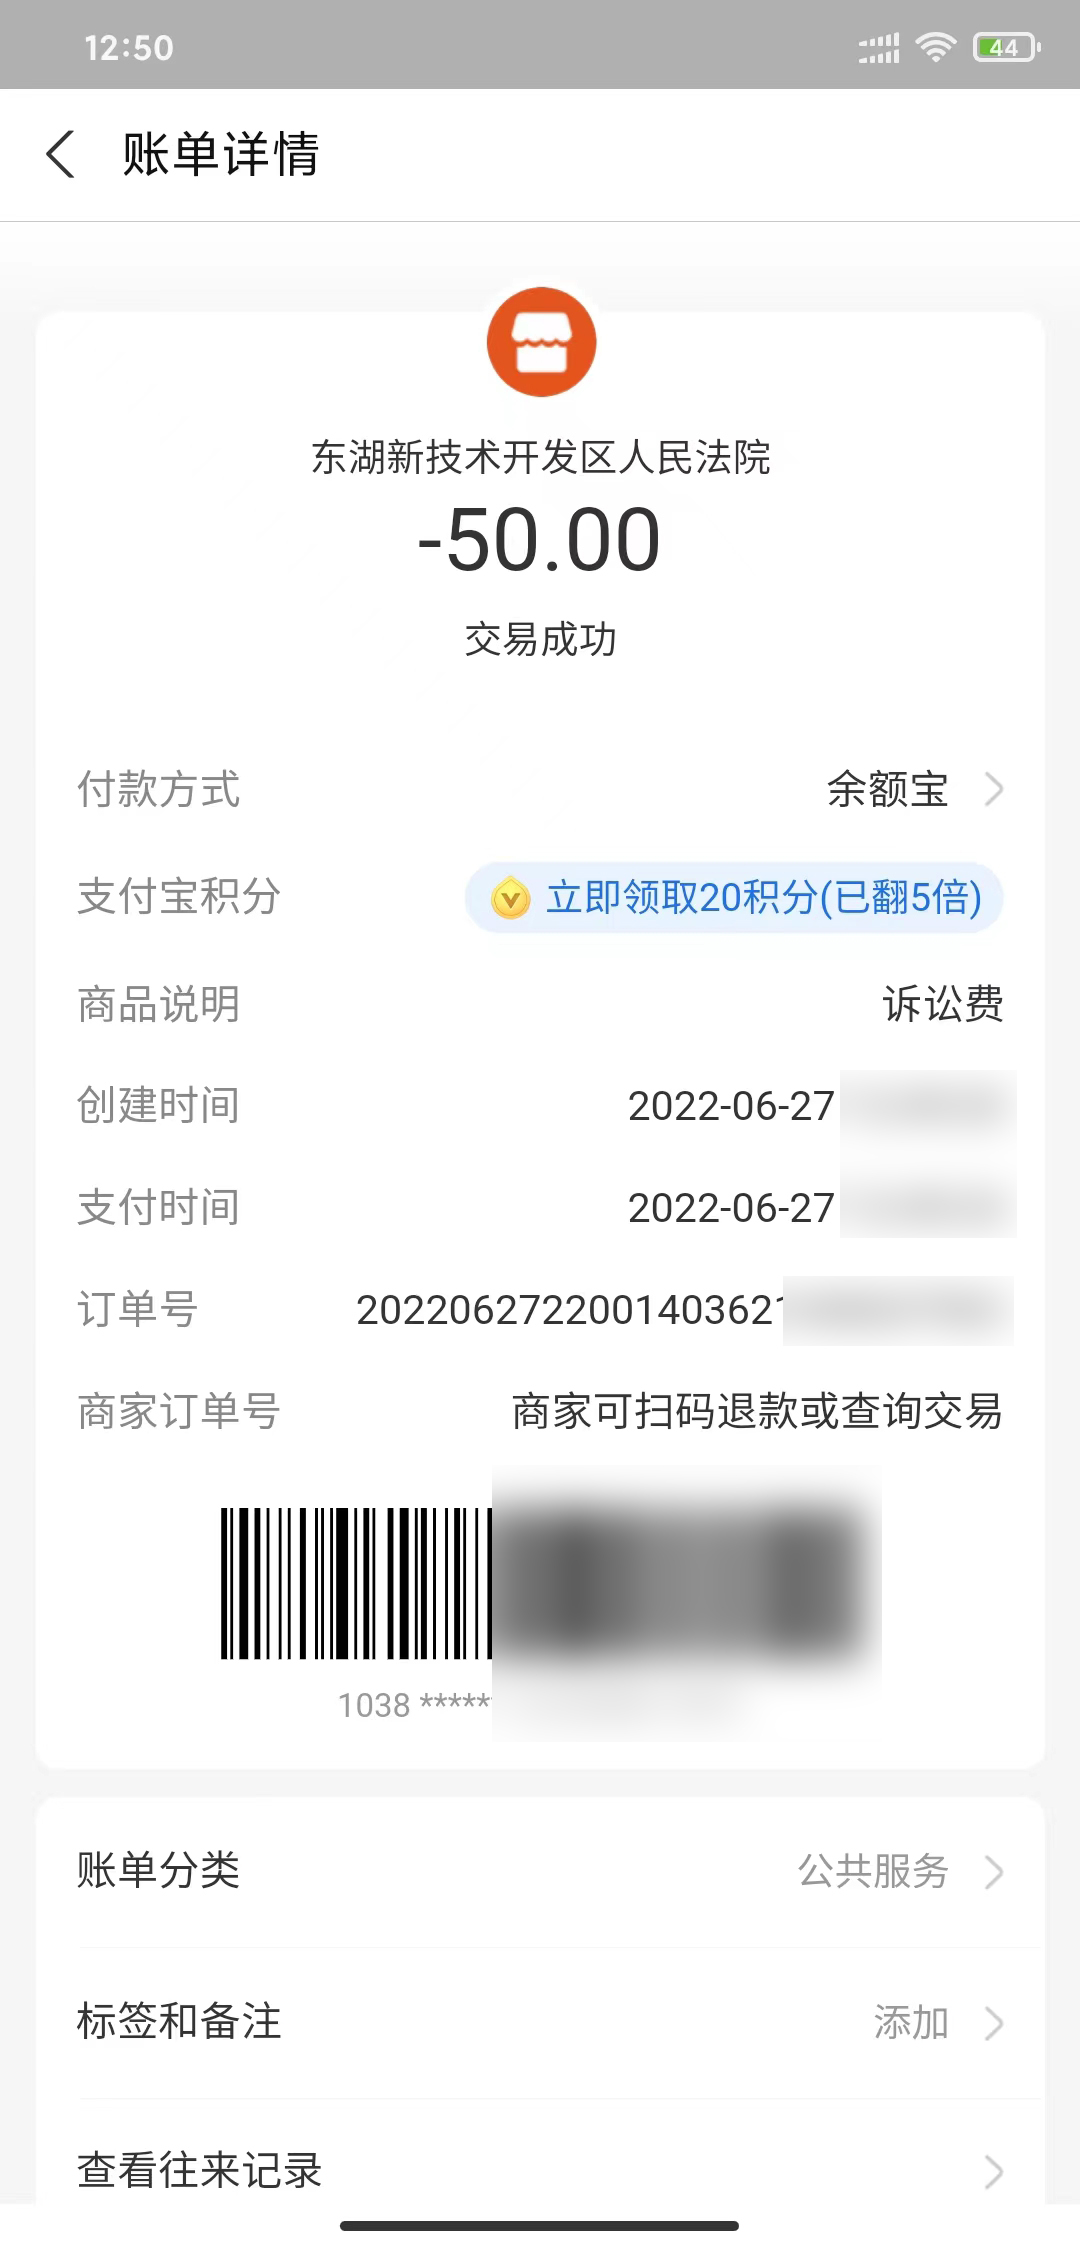 12:50
44
账单详情
东湖新技术开发区人民法院
-50.00
交易成功
付款方式 余额宝
支付宝积分 立即领取20积分(已翻5倍)
商品说明 诉讼费
创建时间 2022-06-27
支付时间 2022-06-27
订单号 202206272200140362
商家订单号 商家可扫码退款或查询交易
1038 *****
账单分类 公共服务
标签和备注 添加
查看往来记录